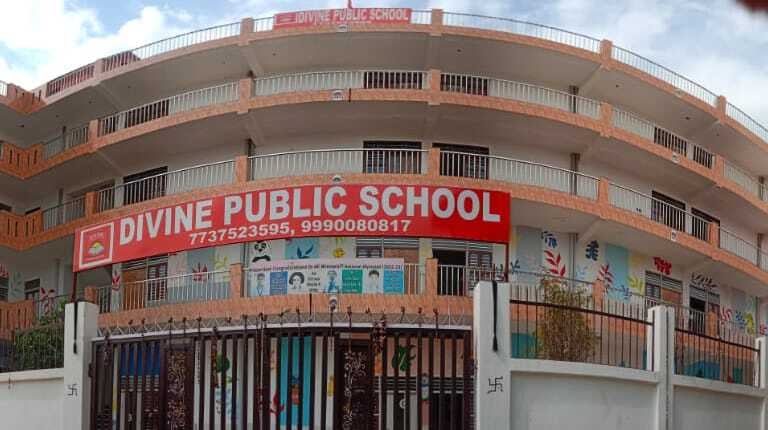 DIVINE PUBLIC SCHOOL
DIVINE PUBLIC SCHOOL
7737523595, 9990080817